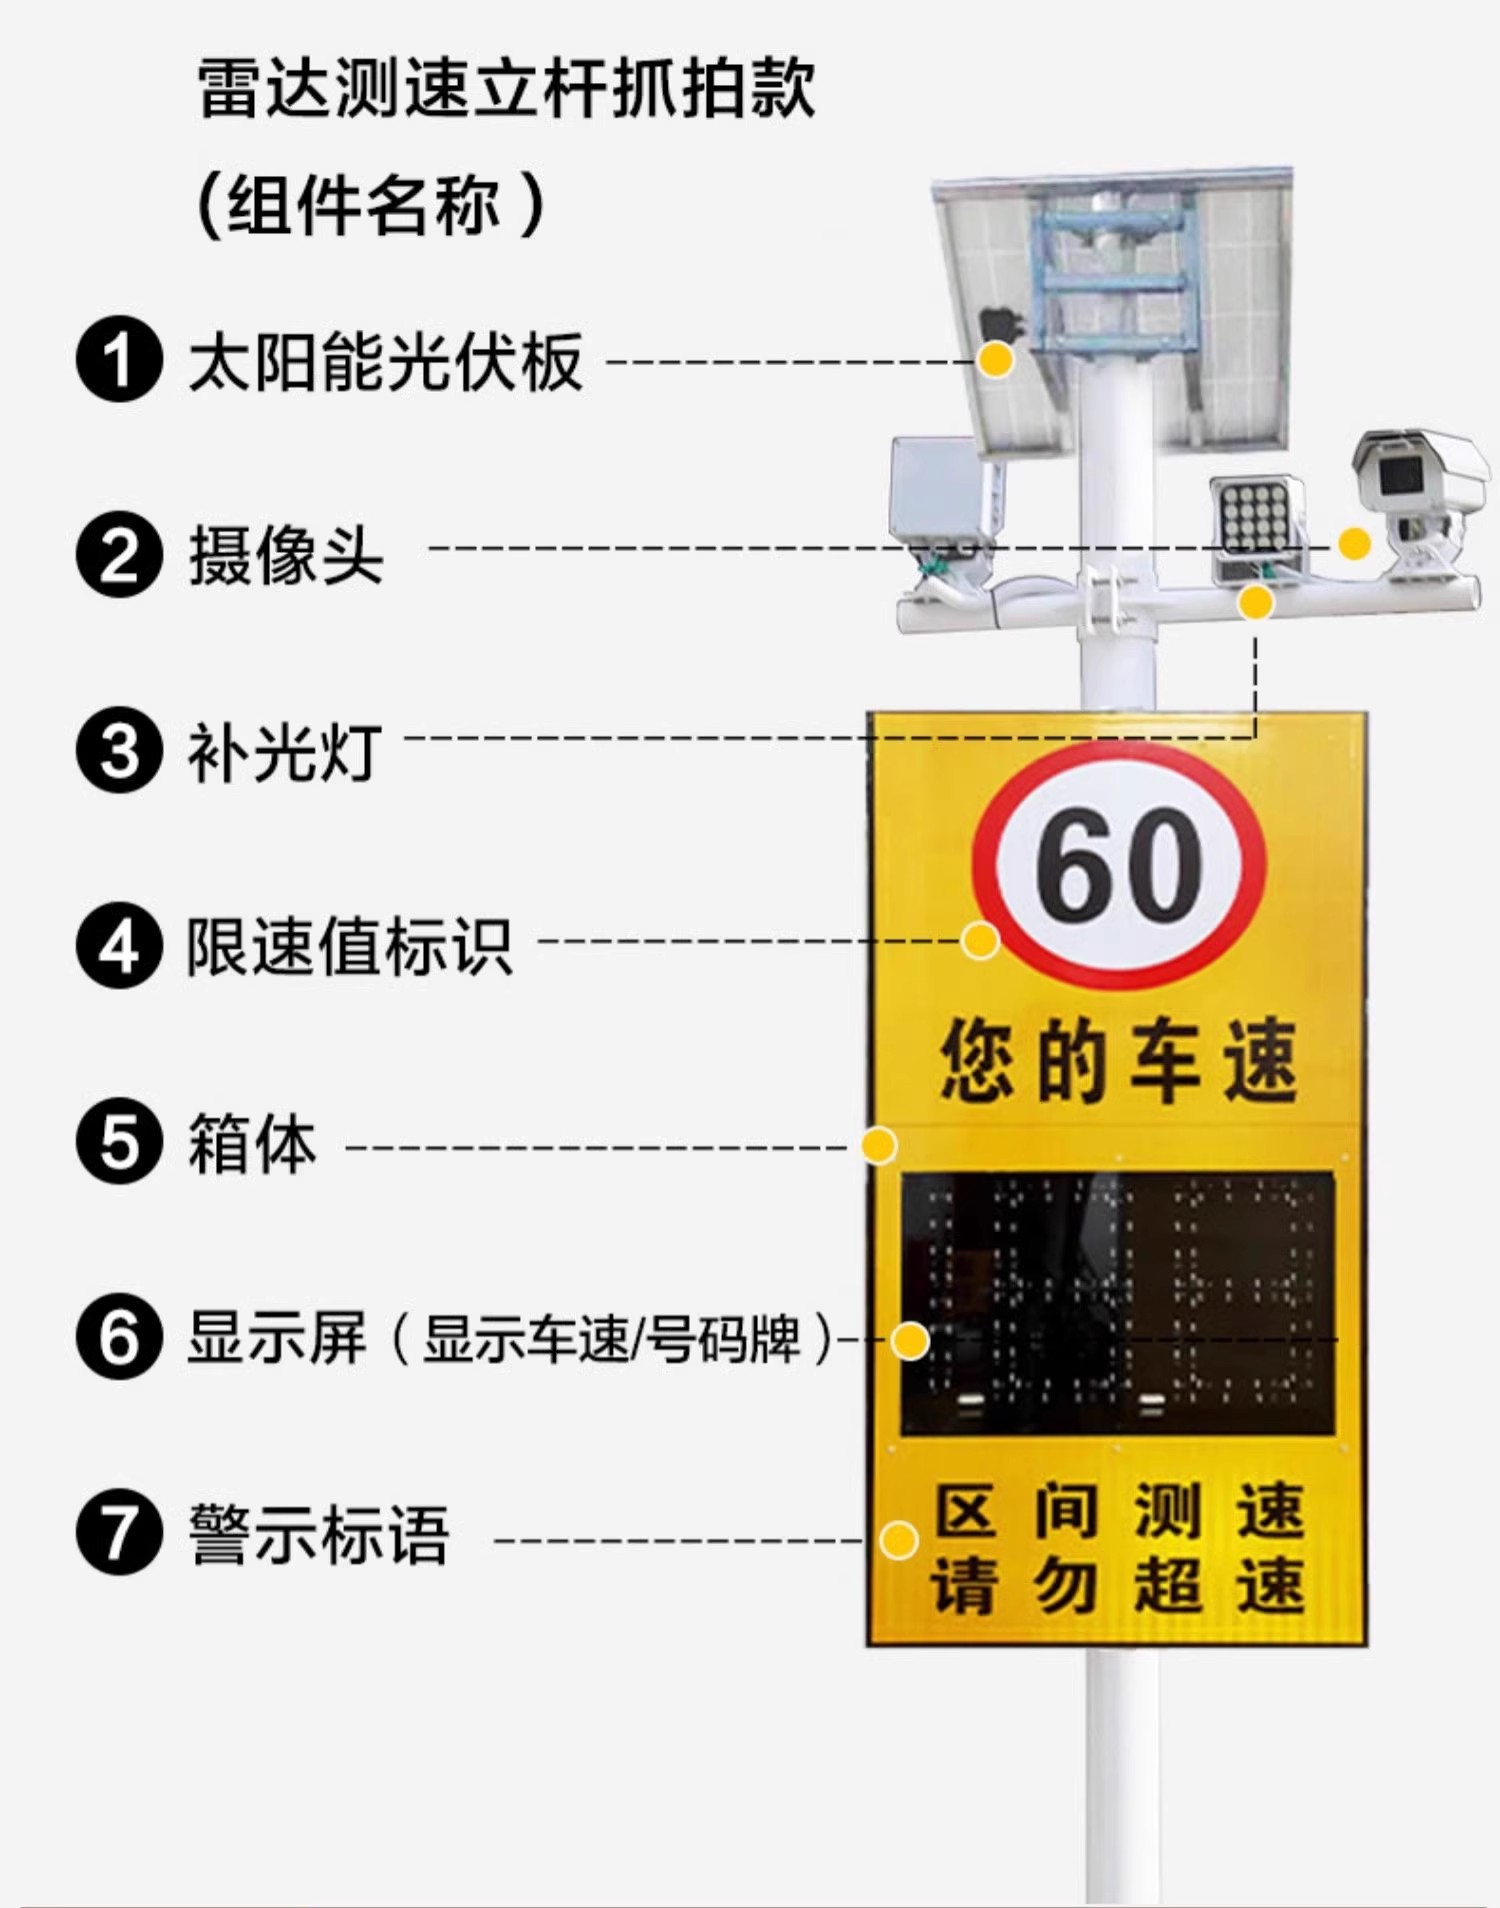 雷达测速立杆抓拍款
(组件名称)
1 太阳能光伏板
2 摄像头
3 补光灯
4 限速值标识
5 箱体
6 显示屏(显示车速/号码牌)
7 警示标语
60
您的车速
区间测速
请勿超速